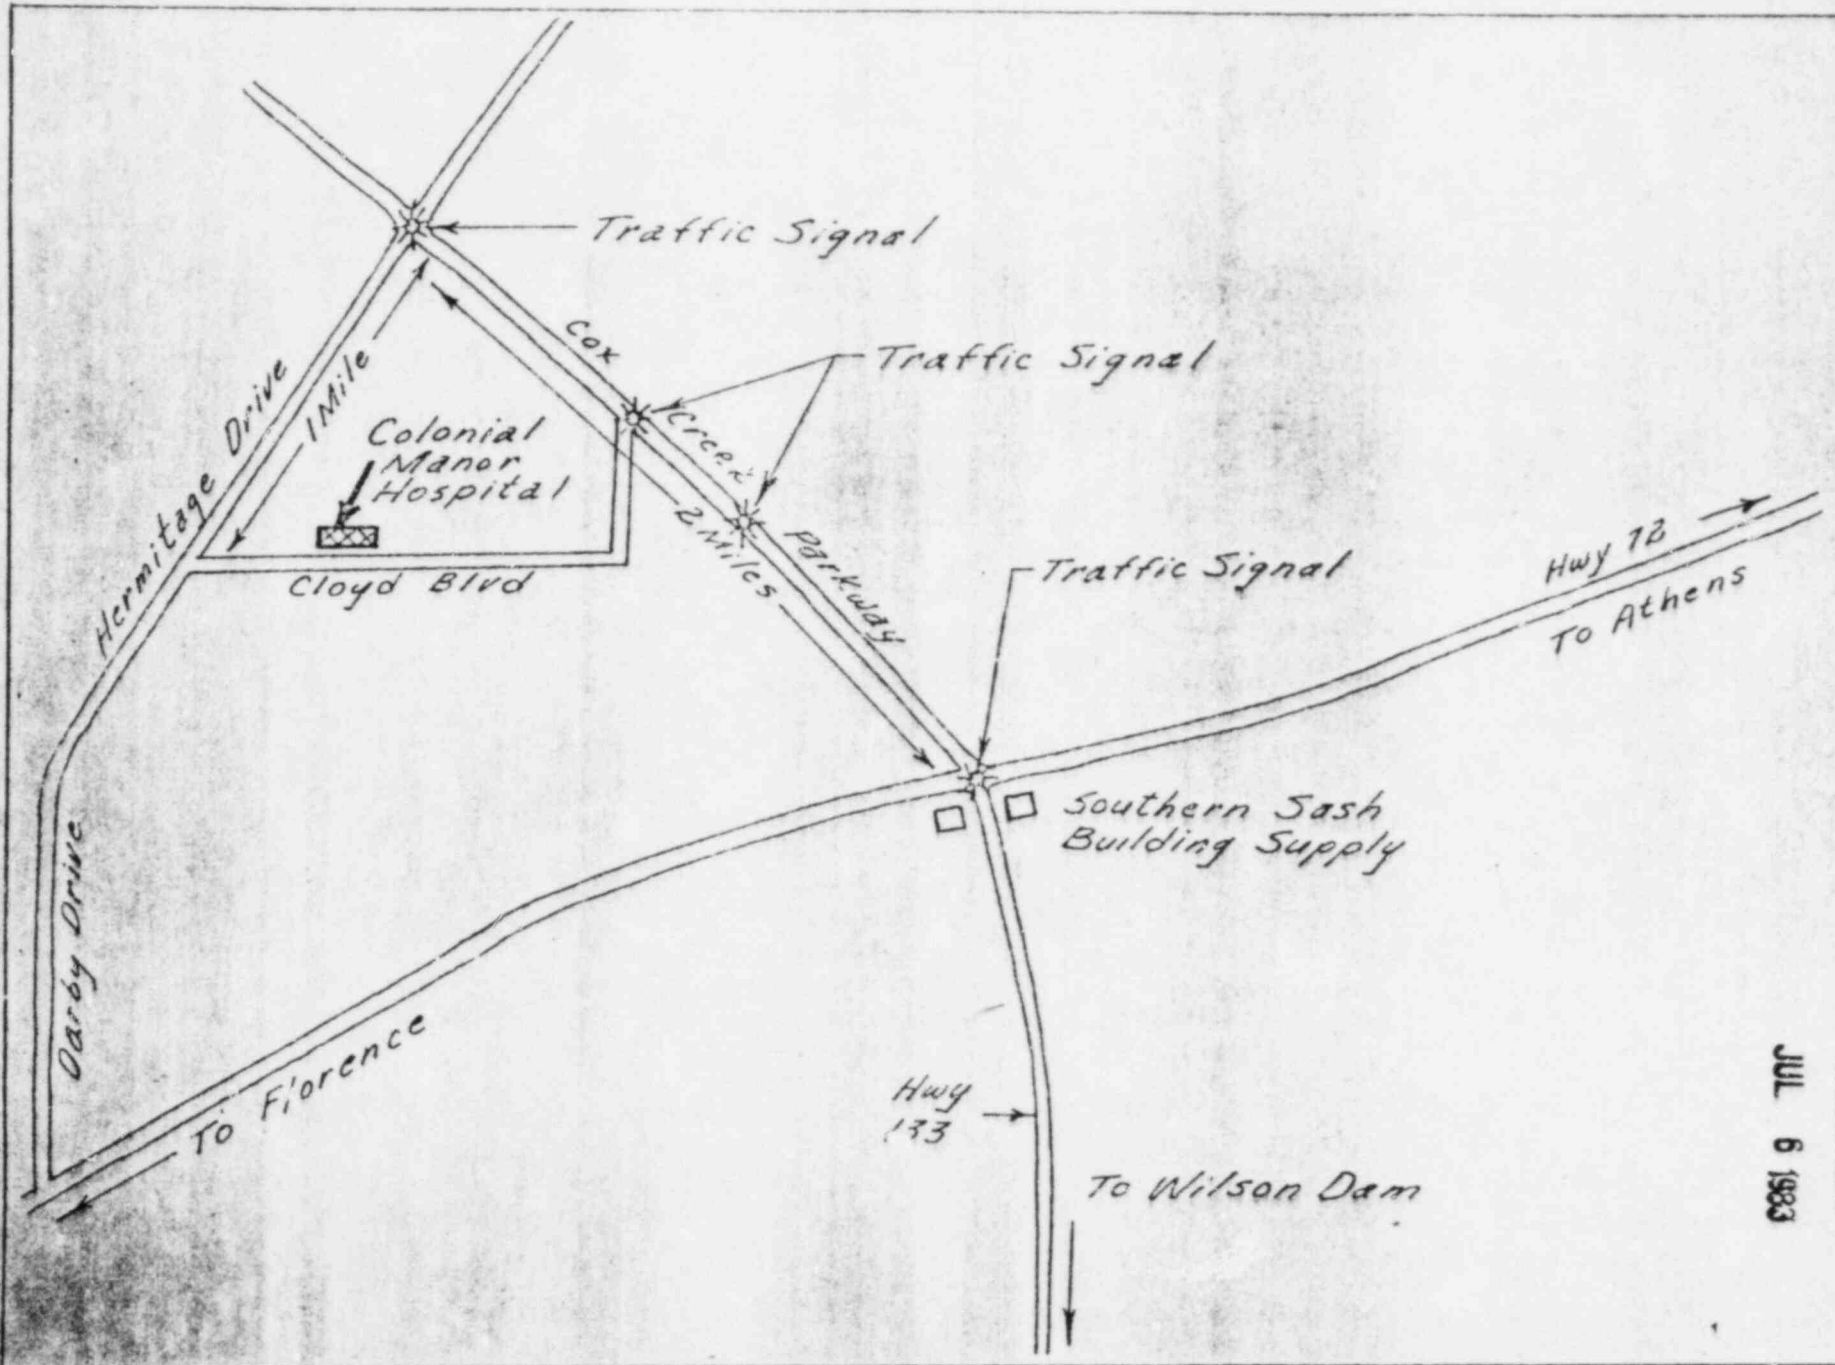 Traffic Signal
Cox
Traffic Signal
Hermitage Drive
1 Mile
Creek
Colonial
Manor
Hospital
2 Miles
Parkway
Cloyd Blvd
Traffic Signal
Hwy 72
To Athens
Southern Sash
Building Supply
Darby Drive
To Florence
Hwy
133
To Wilson Dam
JUL 6 1983